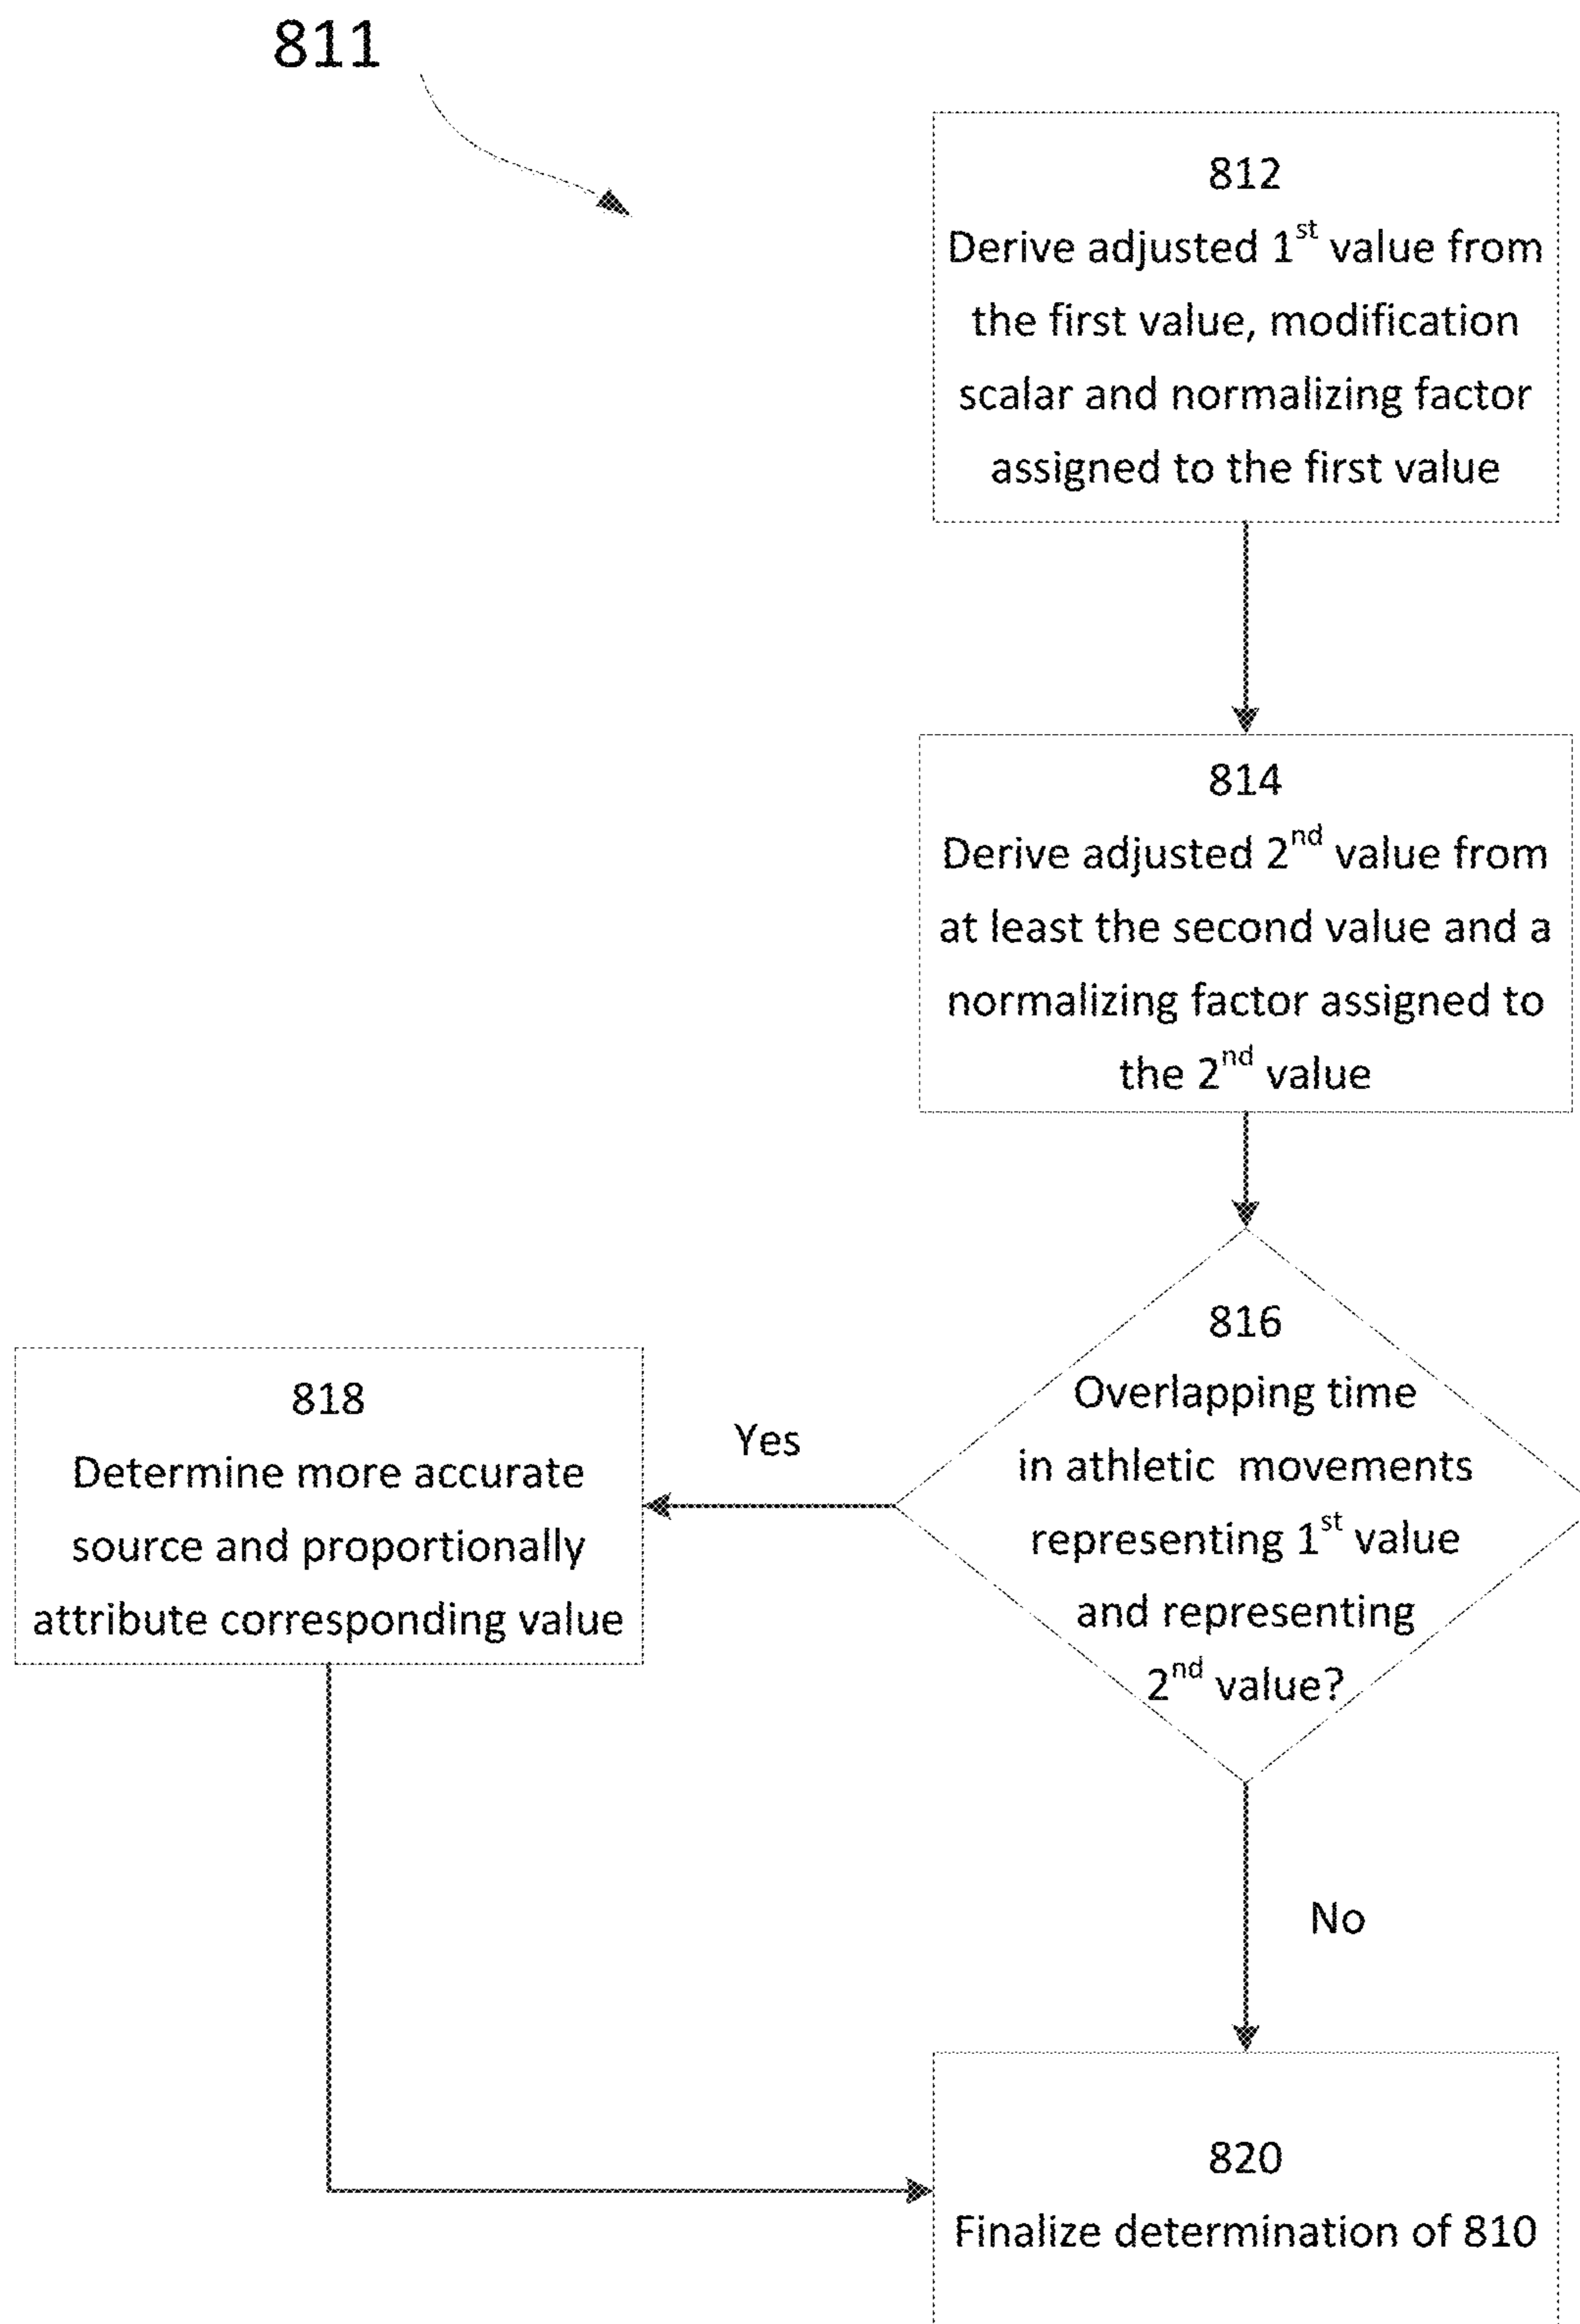 811
812
Derive adjusted 1st value from
the first value, modification
scalar and normalizing factor
assigned to the first value
814
Derive adjusted 2nd value from
at least the second value and a
normalizing factor assigned to
the 2nd value
816
Overlapping time
in athletic movements
representing 1st value
and representing
2nd value?
Yes
818
Determine more accurate
source and proportionally
attribute corresponding value
No
820
Finalize determination of 810